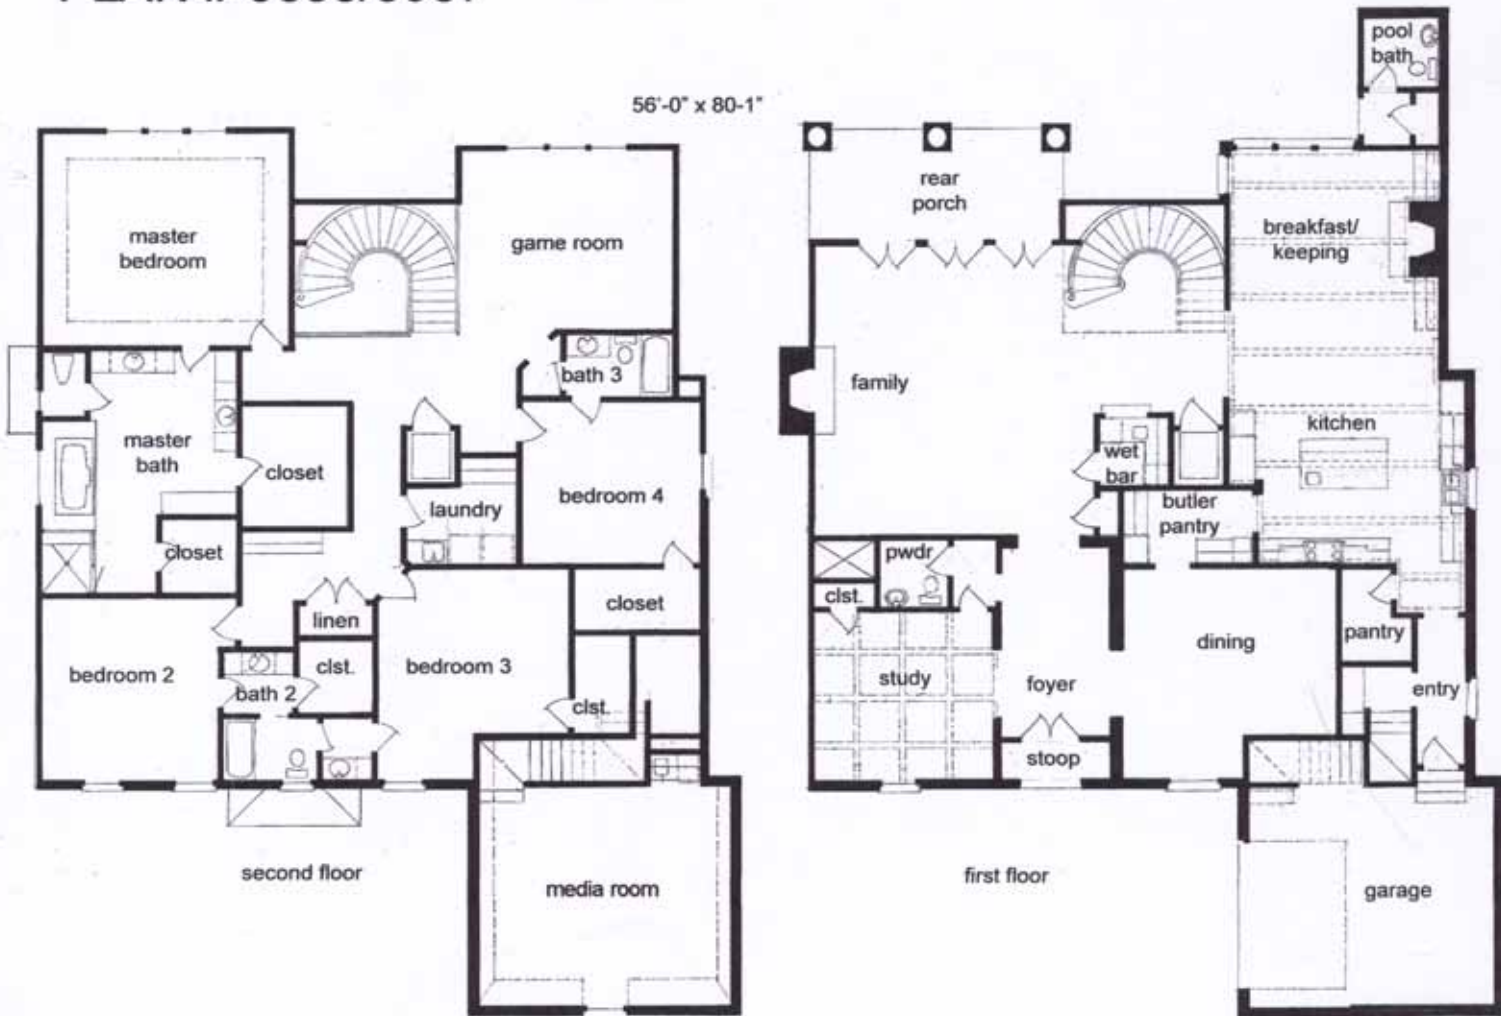 56'-0" x 80-1"
master
bedroom
game room
bath 3
master
bath
closet
closet
laundry
bedroom 4
linen
closet
bedroom 2
bath 2
clst.
bedroom 3
clst.
second floor
media room
pool
bath
rear
porch
breakfast/
keeping
family
kitchen
wet
bar
butler
pantry
pwdr
clst.
study
foyer
dining
pantry
entry
stoop
first floor
garage